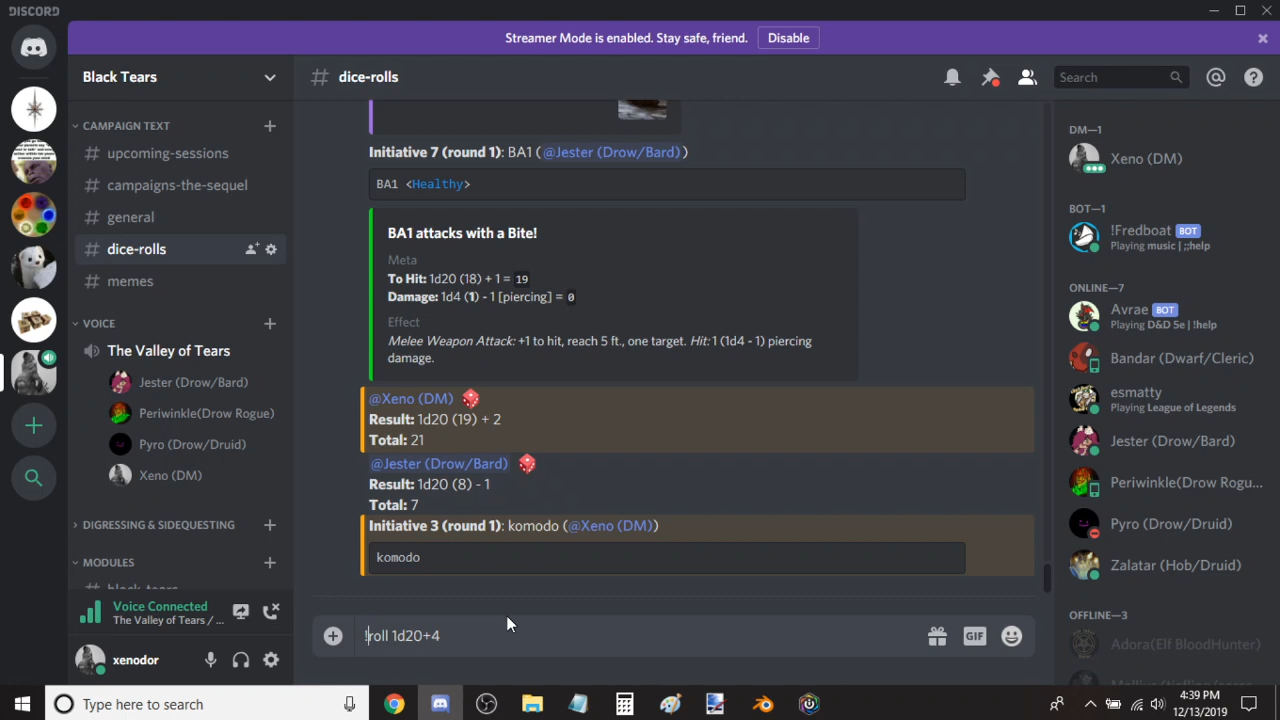 DISCORD
Streamer Mode is enabled. Stay safe, friend. Disable
Black Tears
# dice-rolls
Search
CAMPAIGN TEXT
# upcoming-sessions
# campaigns-the-sequel
# general
# dice-rolls
# memes
VOICE
The Valley of Tears
Jester (Drow/Bard)
Periwinkle(Drow Rogue)
Pyro (Drow/Druid)
Xeno (DM)
DIGRESSING & SIDEQUESTING
MODULES
black-tears
Voice Connected
The Valley of Tears / ...
xenodor
Initiative 7 (round 1): BA1 (@Jester (Drow/Bard))
BA1 <Healthy>
BA1 attacks with a Bite!
Meta
To Hit: 1d20 (18) + 1 = 19
Damage: 1d4 (1) - 1 [piercing] = 0
Effect
Melee Weapon Attack: +1 to hit, reach 5 ft., one target. Hit: 1 (1d4 - 1) piercing
damage.
@Xeno (DM)
Result: 1d20 (19) + 2
Total: 21
@Jester (Drow/Bard)
Result: 1d20 (8) - 1
Total: 7
Initiative 3 (round 1): komodo (@Xeno (DM))
komodo
!roll 1d20+4
GIF
DM—1
Xeno (DM)
BOT—1
!Fredboat BOT
Playing music | ;;help
ONLINE—7
Avrae BOT
Playing D&D 5e | !help
Bandar (Dwarf/Cleric)
esmatty
Playing League of Legends
Jester (Drow/Bard)
Periwinkle(Drow Rogu...
Pyro (Drow/Druid)
Zalatar (Hob/Druid)
OFFLINE—3
Adora(Elf BloodHunter)
Type here to search
4:39 PM
12/13/2019